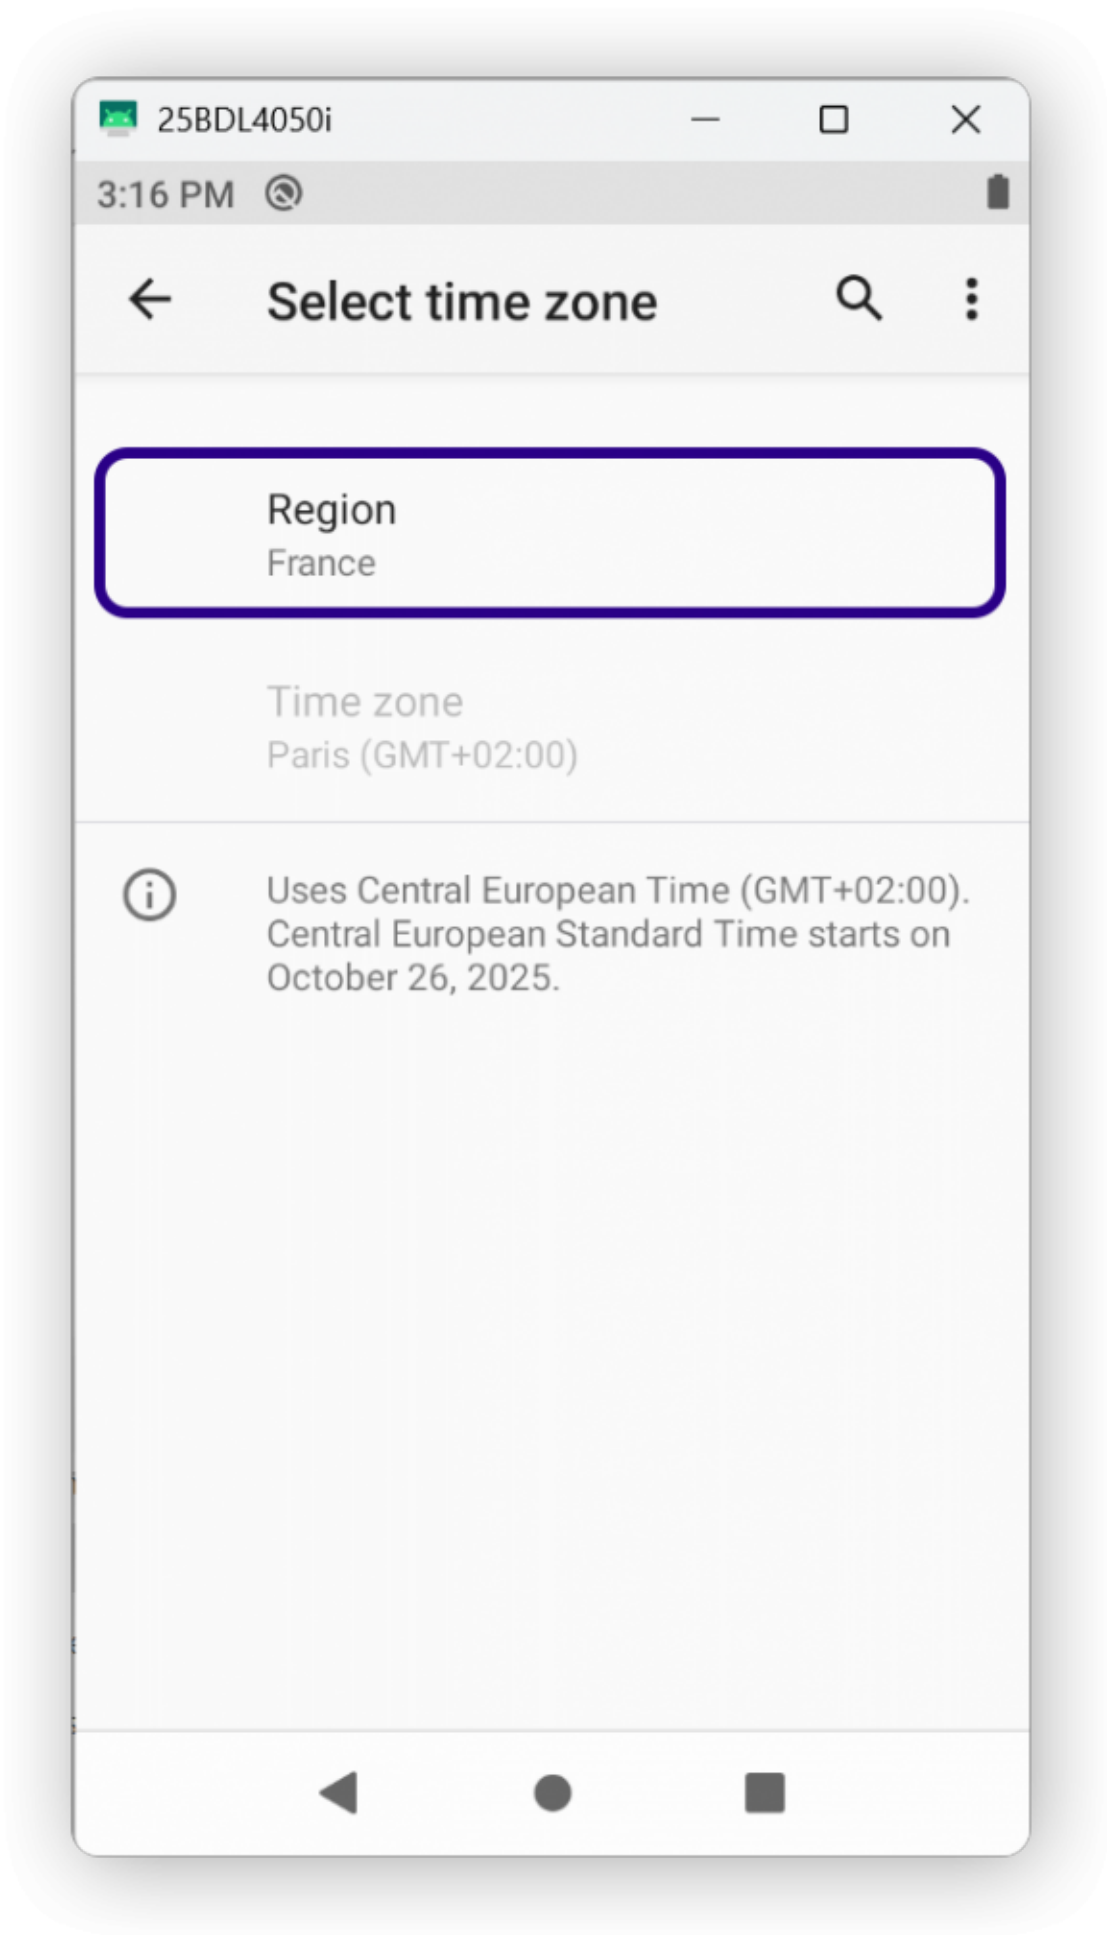 25BDL4050i
3:16 PM
Select time zone
Region
France
Time zone
Paris (GMT+02:00)
Uses Central European Time (GMT+02:00).
Central European Standard Time starts on
October 26, 2025.